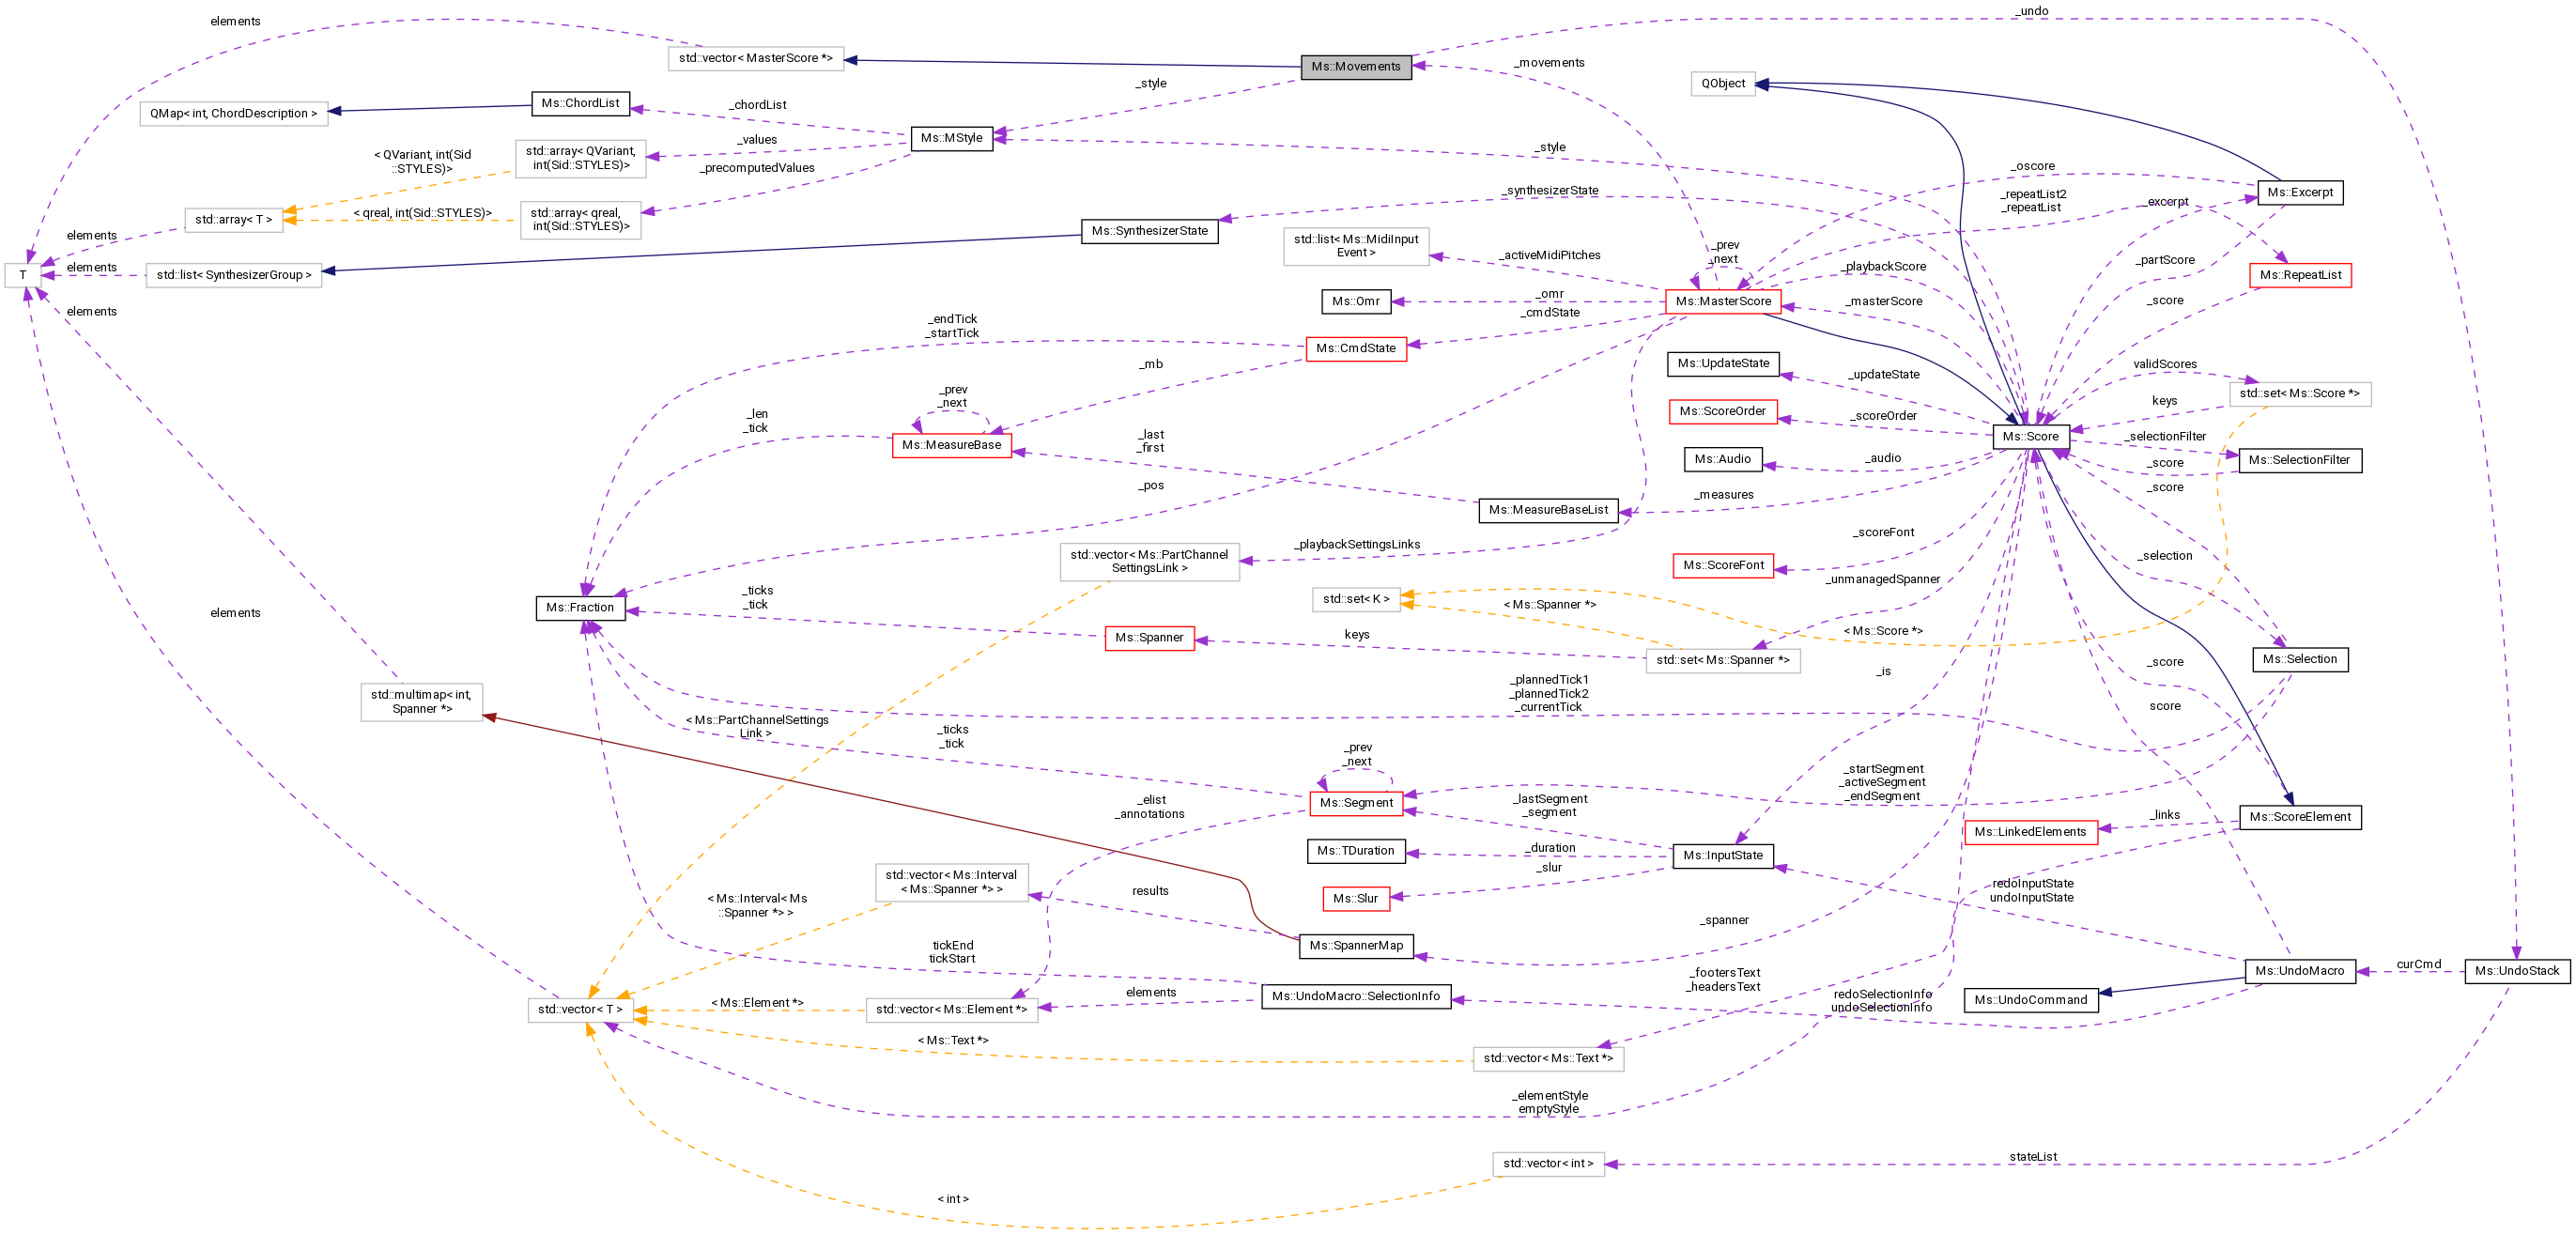 elements
_undo
std::vector< MasterScore *>
Ms::Movements
_movements
QObject
_style
QMap< int, ChordDescription >
Ms::ChordList
_chordList
Ms::MStyle
_values
std::array< QVariant,
int(Sid::STYLES)>
< QVariant, int(Sid
::STYLES)>
_precomputedValues
_style
_oscore
Ms::Excerpt
_synthesizerState
_repeatList2
_repeatList
_excerpt
std::array< T >
< qreal, int(Sid::STYLES)>
std::array< qreal,
int(Sid::STYLES)>
Ms::SynthesizerState
elements
std::list< Ms::MidiInput
Event >
_activeMidiPitches
_prev
_next
_playbackScore
_partScore
Ms::RepeatList
T
elements
std::list< SynthesizerGroup >
Ms::Omr
_omr
Ms::MasterScore
_masterScore
_score
elements
_endTick
_startTick
_cmdState
Ms::CmdState
Ms::UpdateState
_updateState
validScores
std::set< Ms::Score *>
_mb
_prev
_next
keys
_len
_tick
Ms::ScoreOrder
_scoreOrder
Ms::Score
_selectionFilter
Ms::MeasureBase
_last
_first
Ms::Audio
_audio
_score
Ms::SelectionFilter
_pos
_measures
_score
Ms::MeasureBaseList
_scoreFont
std::vector< Ms::PartChannel
SettingsLink >
_playbackSettingsLinks
Ms::ScoreFont
_selection
_unmanagedSpanner
_ticks
_tick
std::set< K >
< Ms::Spanner *>
Ms::Fraction
elements
Ms::Spanner
keys
< Ms::Score *>
std::set< Ms::Spanner *>
Ms::Selection
_score
_is
std::multimap< int,
Spanner *>
_plannedTick1
_plannedTick2
_currentTick
score
< Ms::PartChannelSettings
Link >
_ticks
_tick
_prev
_next
Ms::Segment
_startSegment
_activeSegment
_endSegment
_elist
_annotations
_lastSegment
_segment
Ms::ScoreElement
_links
Ms::LinkedElements
Ms::TDuration
_duration
Ms::InputState
_slur
Ms::Slur
std::vector< Ms::Interval
< Ms::Spanner *> >
results
redoInputState
undoInputState
< Ms::Interval< Ms
::Spanner *> >
_spanner
tickEnd
tickStart
Ms::SpannerMap
curCmd
Ms::UndoMacro
Ms::UndoStack
_footersText
_headersText
Ms::UndoMacro::SelectionInfo
redoSelectionInfo
undoSelectionInfo
Ms::UndoCommand
elements
< Ms::Element *>
std::vector< T >
std::vector< Ms::Element *>
< Ms::Text *>
std::vector< Ms::Text *>
_elementStyle
emptyStyle
std::vector< int >
stateList
< int >